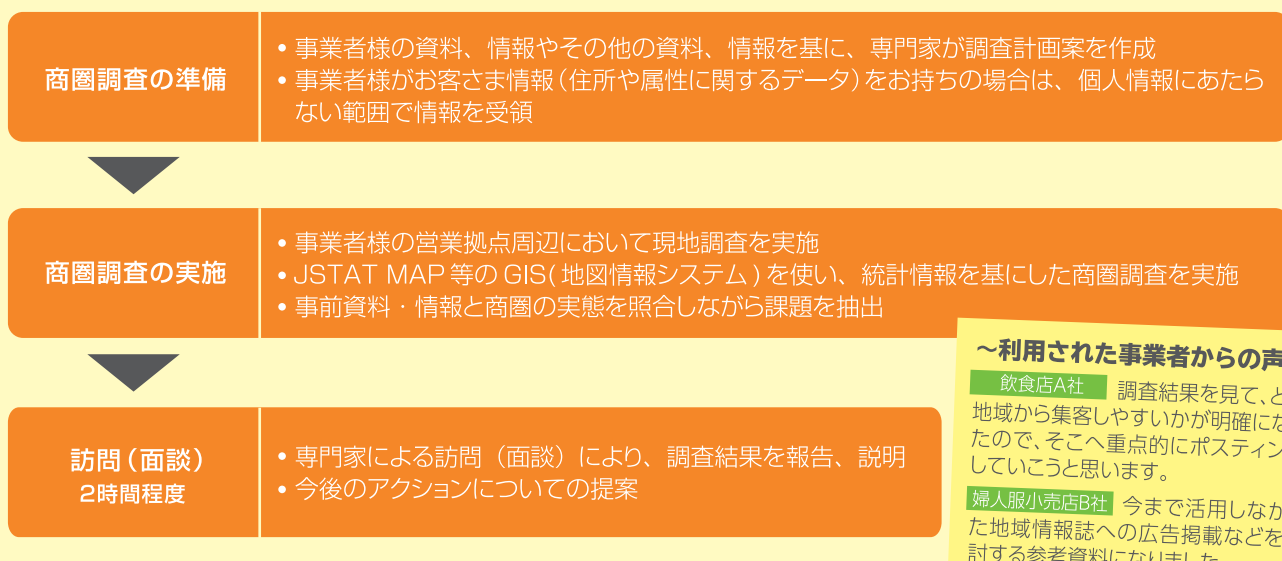 商圏調査の準備
• 事業者様の資料、情報やその他の資料、情報を基に、専門家が調査計画案を作成
• 事業者様がお客さま情報(住所や属性に関するデータ)をお持ちの場合は、個人情報にあたら
ない範囲で情報を受領
商圏調査の実施
• 事業者様の営業拠点周辺において現地調査を実施
• JSTAT MAP 等の GIS( 地図情報システム ) を使い、統計情報を基にした商圏調査を実施
• 事前資料・情報と商圏の実態を照合しながら課題を抽出
訪問(面談)
2時間程度
• 専門家による訪問(面談)により、調査結果を報告、説明
• 今後のアクションについての提案
〜利用された事業者からの声
飲食店A社 調査結果を見て、ど
地域から集客しやすいかが明確にな
たので、そこへ重点的にポスティン
していこうと思います。
婦人服小売店B社 今まで活用しなか
た地域情報誌への広告掲載などを
討する参考資料になりました